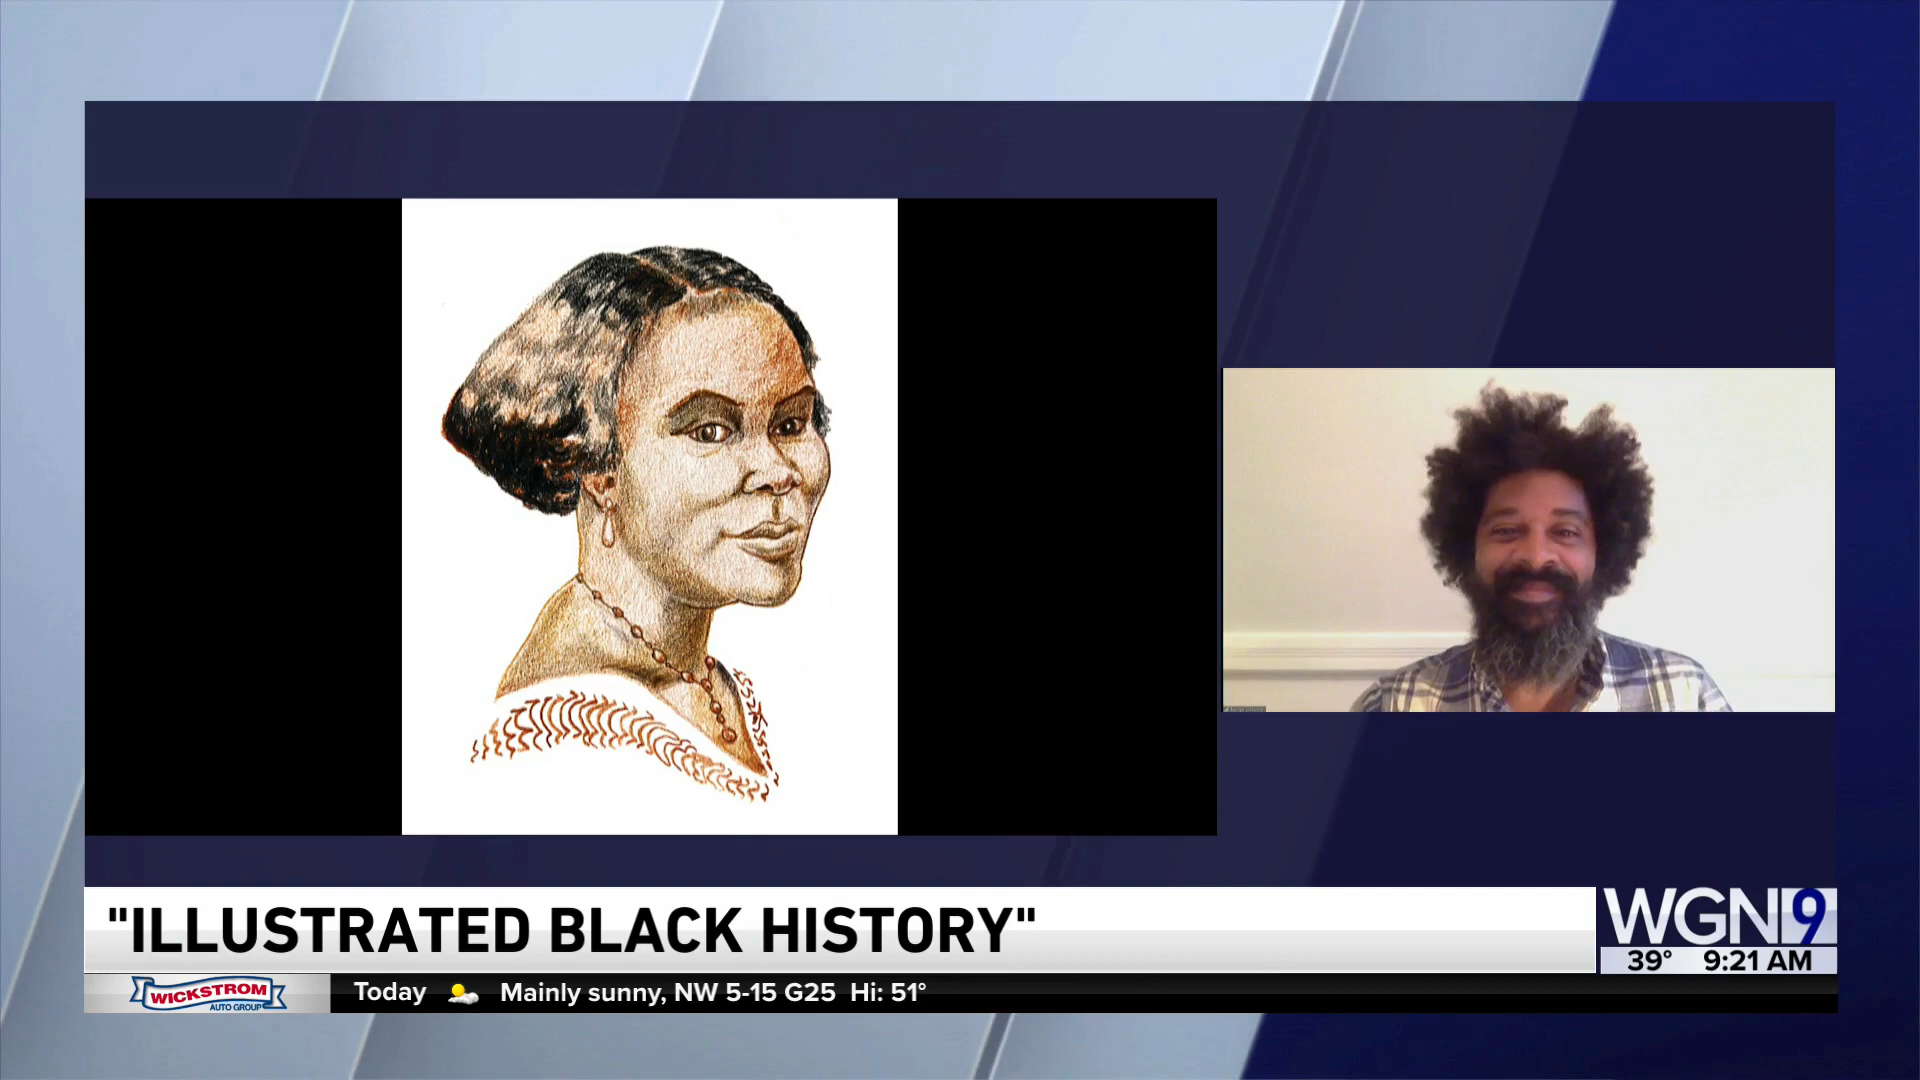 "ILLUSTRATED BLACK HISTORY"
WGN9
39° 9:21 AM
WICKSTROM
AUTO GROUP
Today Mainly sunny, NW 5-15 G25 Hi: 51°